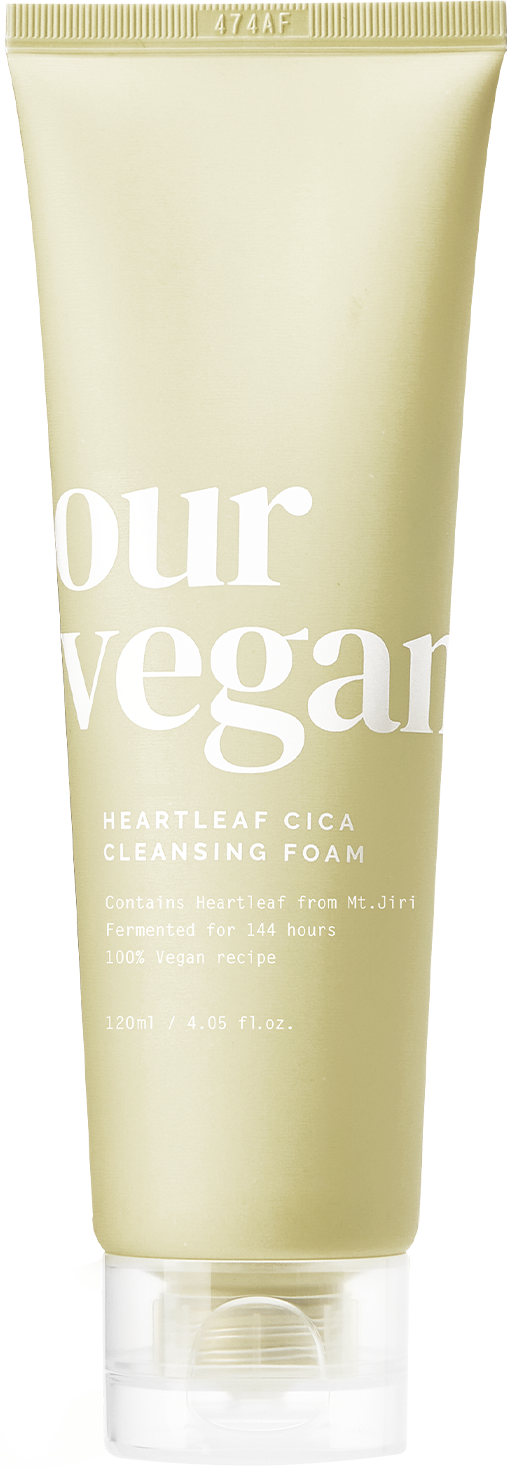 474AF
our
vegan
HEARTLEAF CICA
CLEANSING FOAM
Contains Heartleaf from Mt.Jiri
Fermented for 144 hours
100% Vegan recipe
120ml / 4.05 fl.oz.